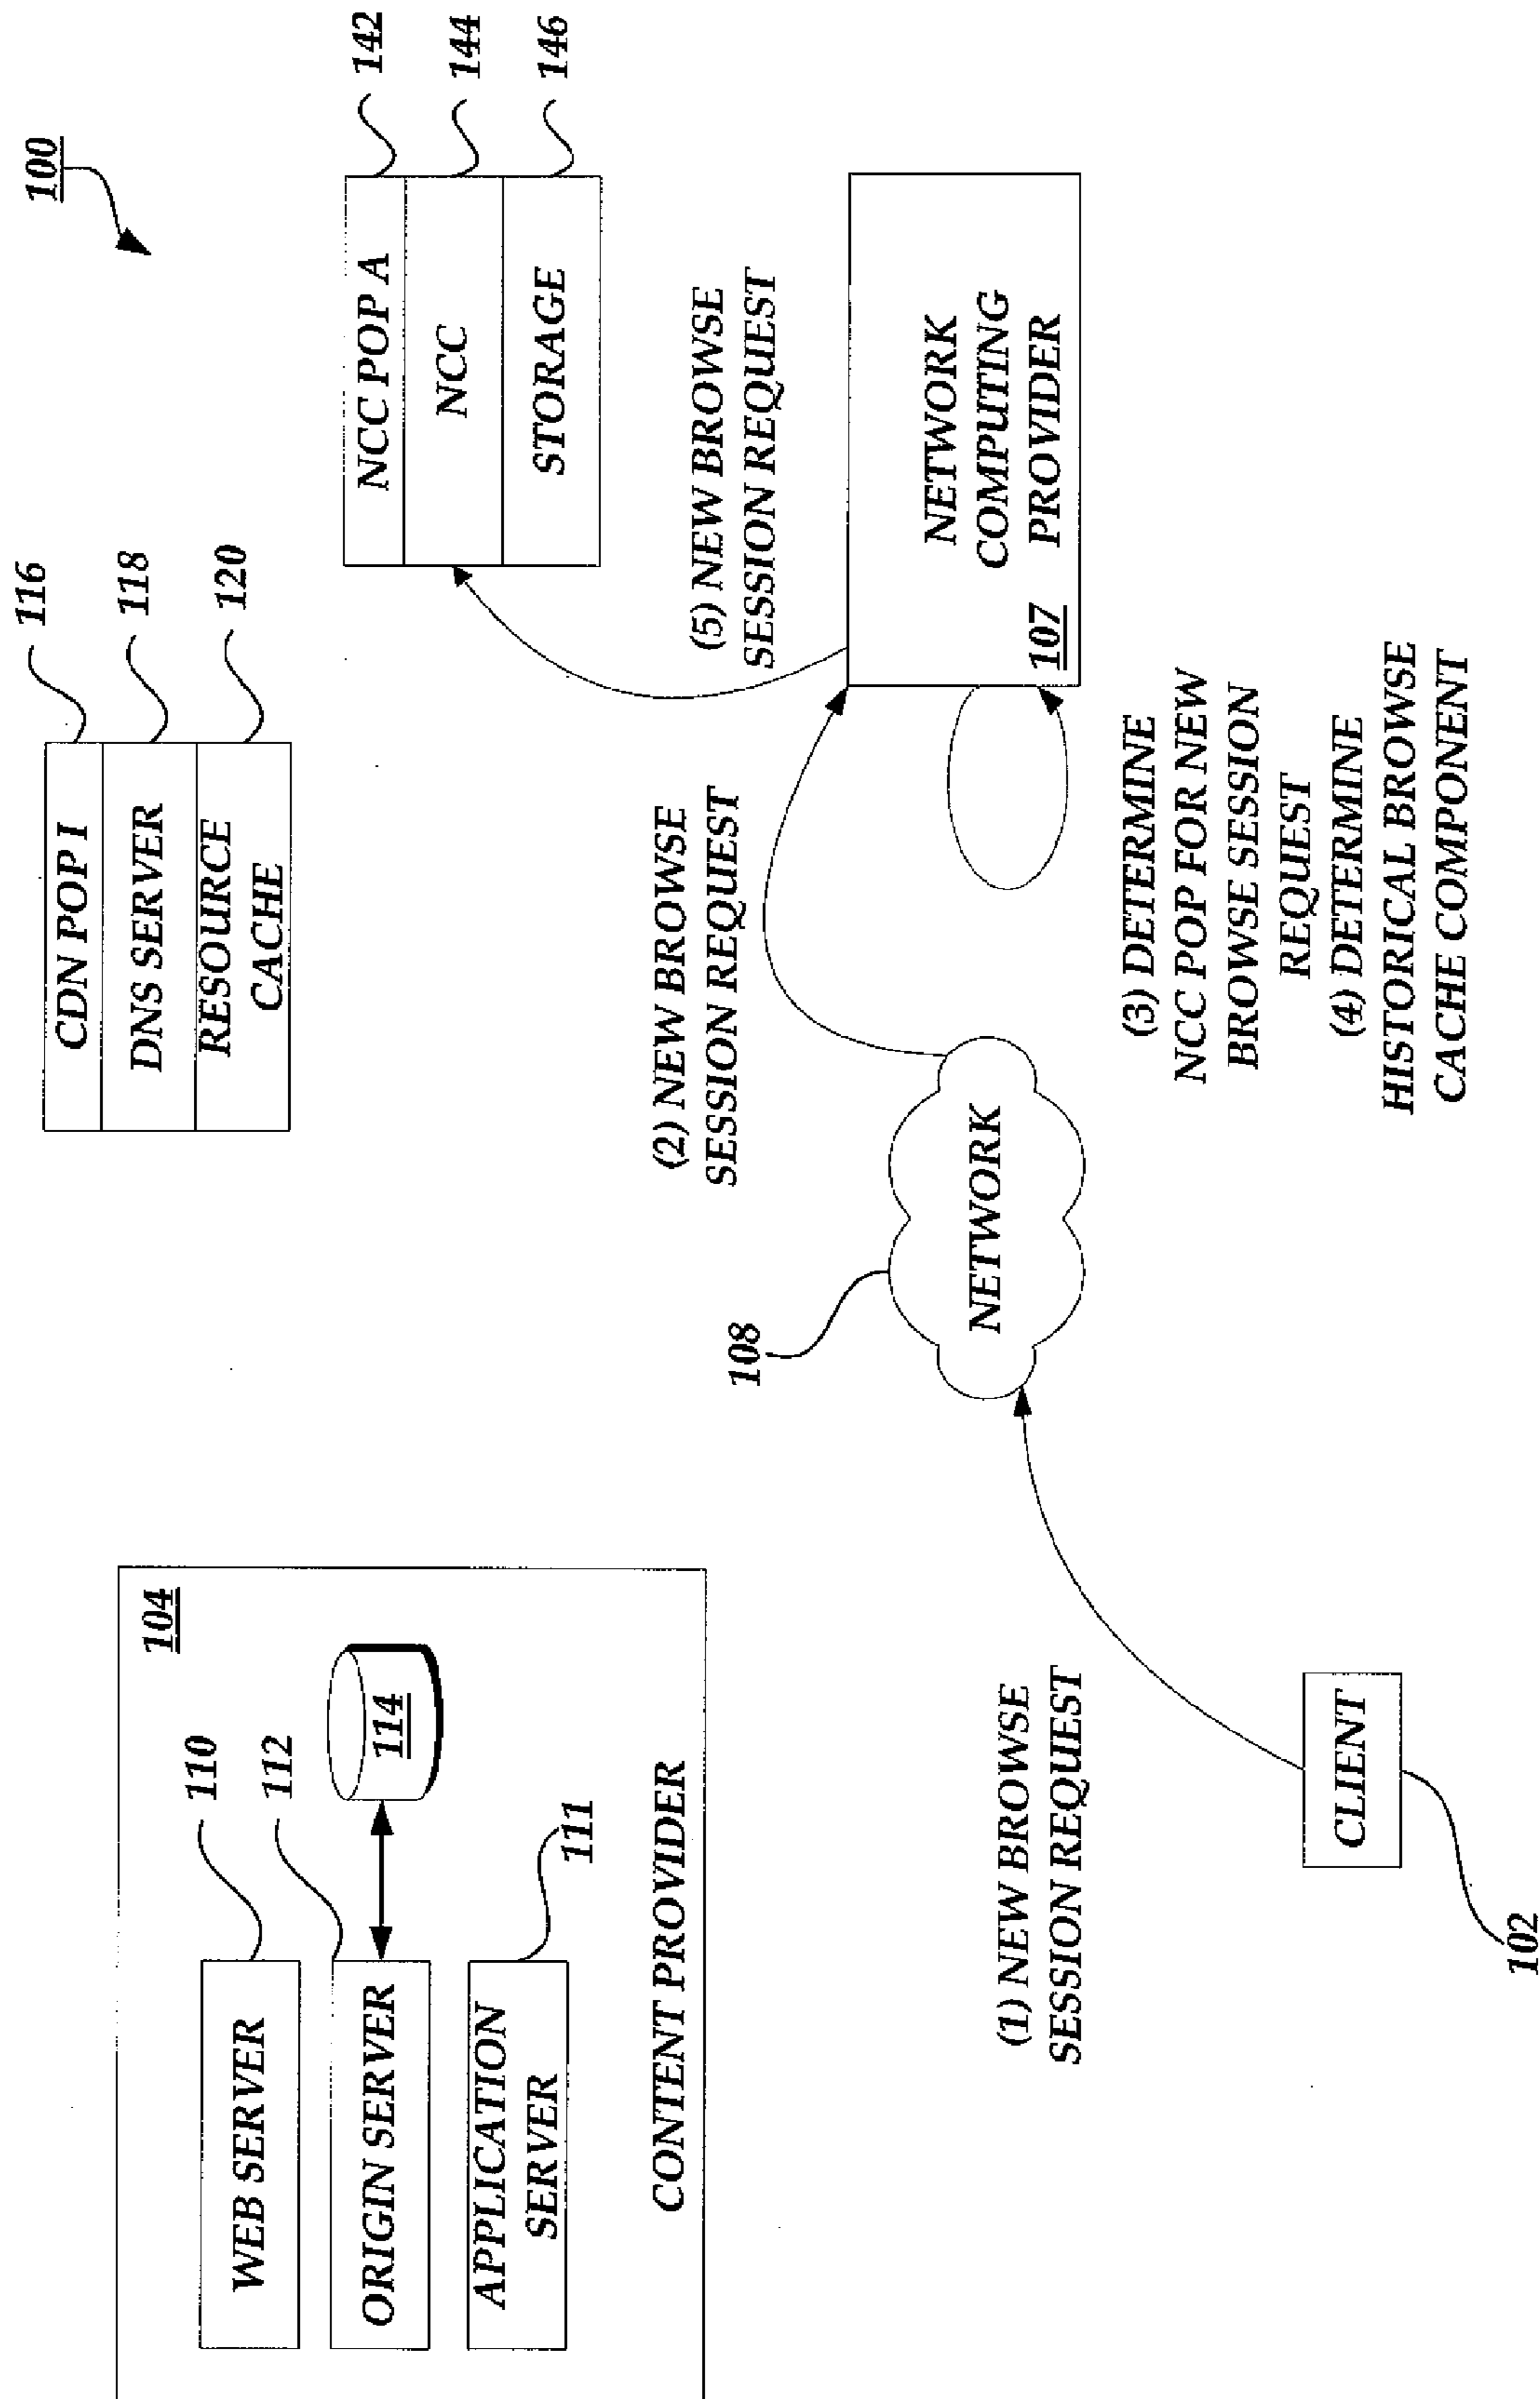 100
104
110
WEB SERVER
112
ORIGIN SERVER
114
APPLICATION
SERVER
111
CONTENT PROVIDER
116
CDN POP I
118
DNS SERVER
120
RESOURCE
CACHE
142
NCC POP A
144
NCC
146
STORAGE
(1) NEW BROWSE
SESSION REQUEST
CLIENT
102
108
NETWORK
(2) NEW BROWSE
SESSION REQUEST
(5) NEW BROWSE
SESSION REQUEST
NETWORK
COMPUTING
PROVIDER
107
(3) DETERMINE
NCC POP FOR NEW
BROWSE SESSION
REQUEST
(4) DETERMINE
HISTORICAL BROWSE
CACHE COMPONENT